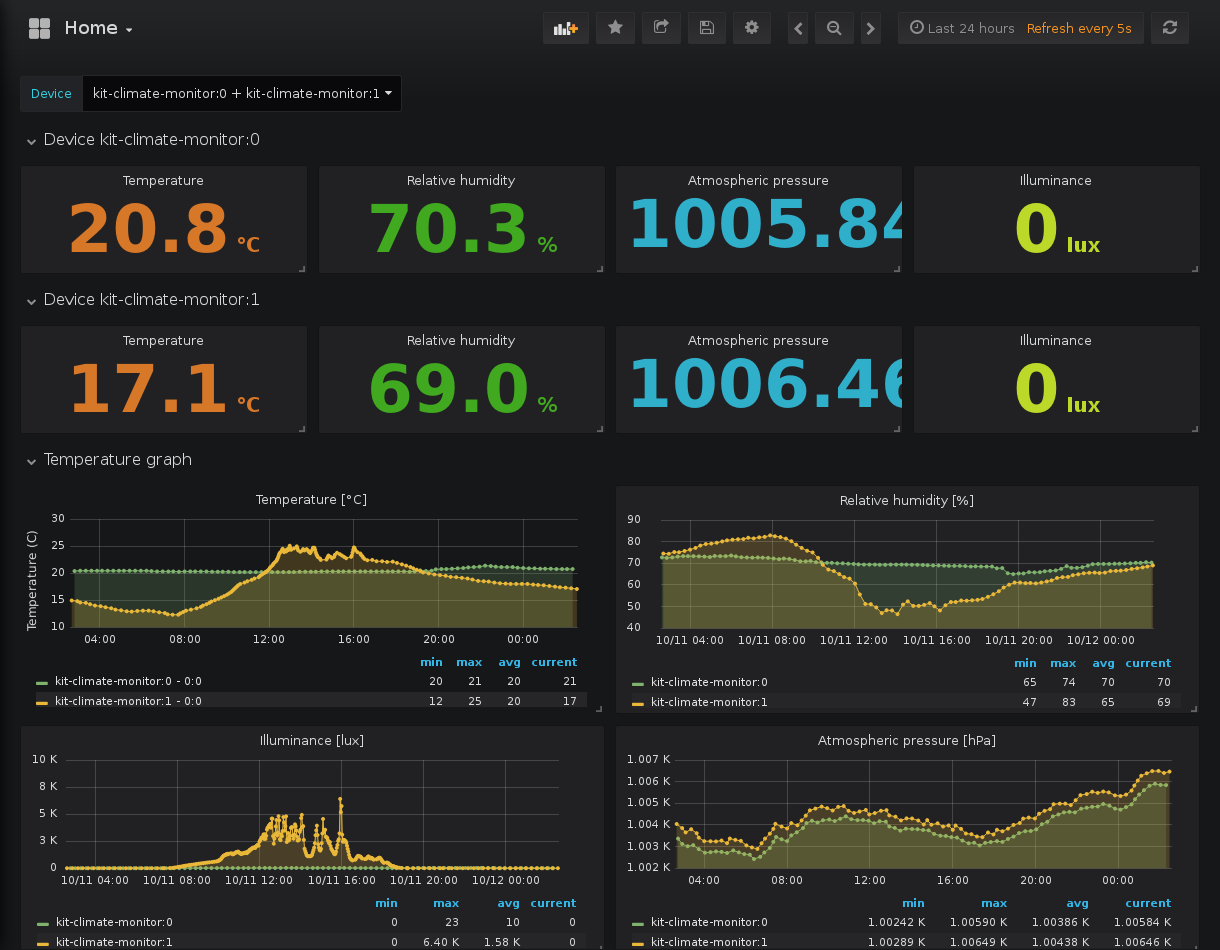 Home
Last 24 hours Refresh every 5s
Device kit-climate-monitor:0 + kit-climate-monitor:1
Device kit-climate-monitor:0
Temperature Relative humidity Atmospheric pressure Illuminance
20.8 °C 70.3 % 1005.84 0 lux
Device kit-climate-monitor:1
Temperature Relative humidity Atmospheric pressure Illuminance
17.1 °C 69.0 % 1006.46 0 lux
Temperature graph
Temperature [°C]
Temperature (C)
30
25
20
15
10
04:00 08:00 12:00 16:00 20:00 00:00
min max avg current
kit-climate-monitor:0 - 0:0 20 21 20 21
kit-climate-monitor:1 - 0:0 12 25 20 17
Relative humidity [%]
90
80
70
60
50
40
10/11 04:00 10/11 08:00 10/11 12:00 10/11 16:00 10/11 20:00 10/12 00:00
min max avg current
kit-climate-monitor:0 65 74 70 70
kit-climate-monitor:1 47 83 65 69
Illuminance [lux]
10 K
8 K
5 K
3 K
0
10/11 04:00 10/11 08:00 10/11 12:00 10/11 16:00 10/11 20:00 10/12 00:00
min max avg current
kit-climate-monitor:0 0 23 10 0
kit-climate-monitor:1 0 6.40 K 1.58 K 0
Atmospheric pressure [hPa]
1.007 K
1.006 K
1.005 K
1.004 K
1.003 K
1.002 K
04:00 08:00 12:00 16:00 20:00 00:00
min max avg current
kit-climate-monitor:0 1.00242 K 1.00590 K 1.00386 K 1.00584 K
kit-climate-monitor:1 1.00289 K 1.00649 K 1.00438 K 1.00646 K